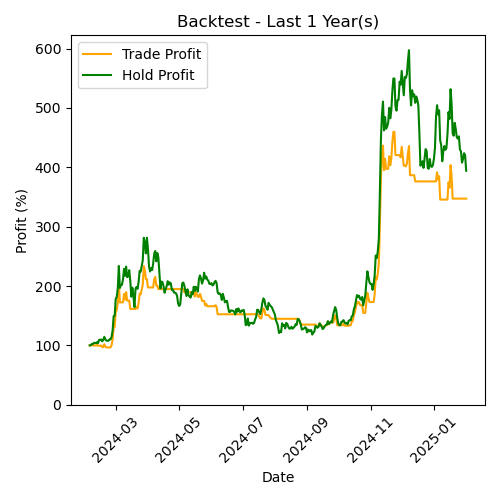 Backtest - Last 1 Year(s)
Trade Profit
Hold Profit
Profit (%)
600
500
400
300
200
100
0
2024-03
2024-05
2024-07
2024-09
2024-11
2025-01
Date